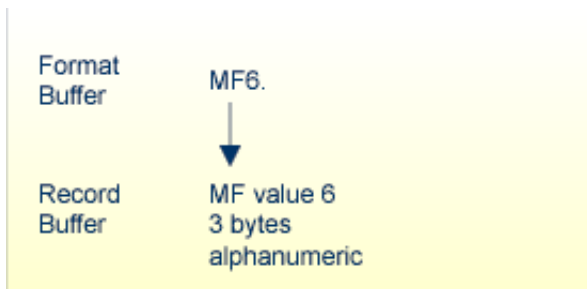 Format
Buffer
MF6.
Record
Buffer
MF value 6
3 bytes
alphanumeric